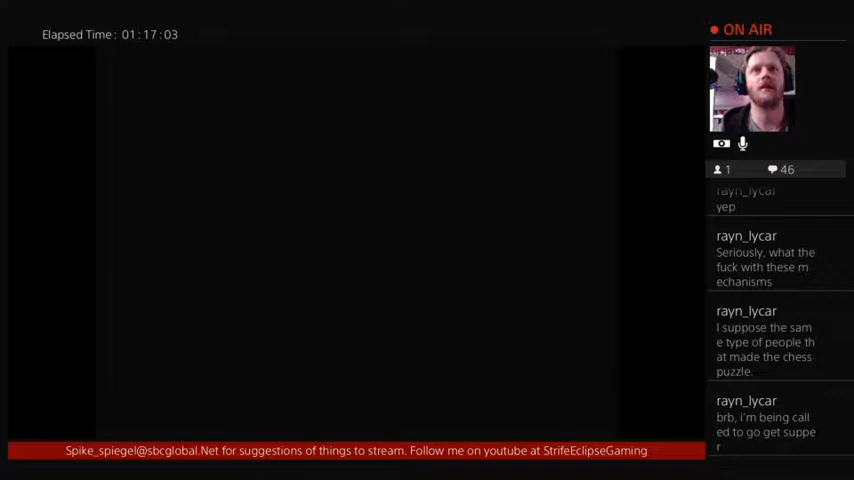 Elapsed Time : 01:17:03
ON AIR
1 46
rayn_lycar
yep
rayn_lycar
Seriously, what the
fuck with these m
echanisms
rayn_lycar
I suppose the sam
e type of people th
at made the chess
puzzle.
rayn_lycar
brb, i'm being call
ed to go get suppe
r
Spike_spiegel@sbcglobal.Net for suggestions of things to stream. Follow me on youtube at StrifeEclipseGaming